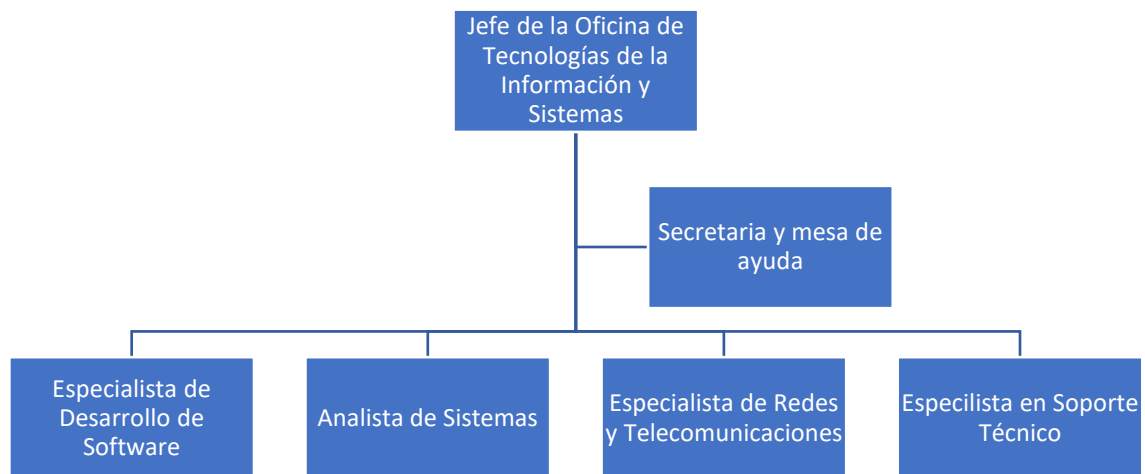 Jefe de la Oficina de
Tecnologías de la
Información y
Sistemas
Secretaria y mesa de
ayuda
Especialista de
Desarrollo de
Software
Analista de Sistemas
Especialista de Redes
y Telecomunicaciones
Especilista en Soporte
Técnico